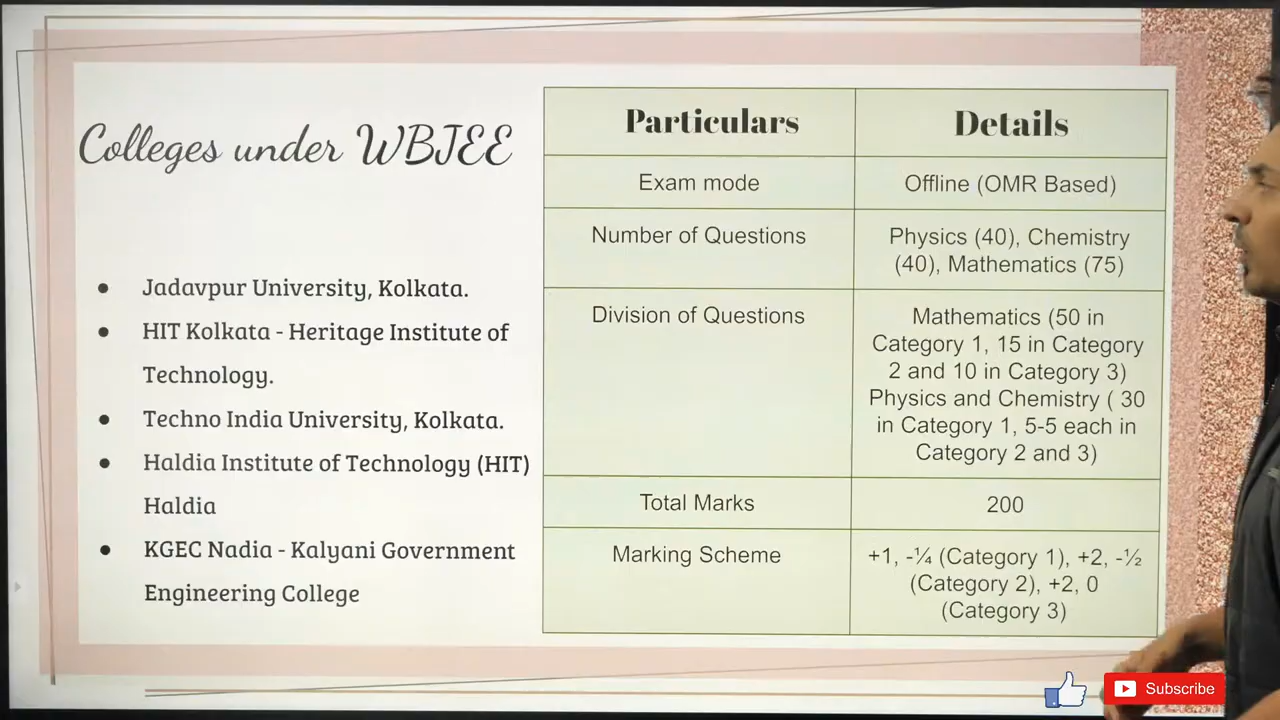 Colleges under WBJEE
● Jadavpur University, Kolkata.
● HIT Kolkata - Heritage Institute of
Technology.
● Techno India University, Kolkata.
● Haldia Institute of Technology (HIT)
Haldia
● KGEC Nadia - Kalyani Government
Engineering College
Particulars Details
Exam mode Offline (OMR Based)
Number of Questions Physics (40), Chemistry
(40), Mathematics (75)
Division of Questions Mathematics (50 in
Category 1, 15 in Category
2 and 10 in Category 3)
Physics and Chemistry ( 30
in Category 1, 5-5 each in
Category 2 and 3)
Total Marks 200
Marking Scheme +1, -¼ (Category 1), +2, -½
(Category 2), +2, 0
(Category 3)
Subscribe